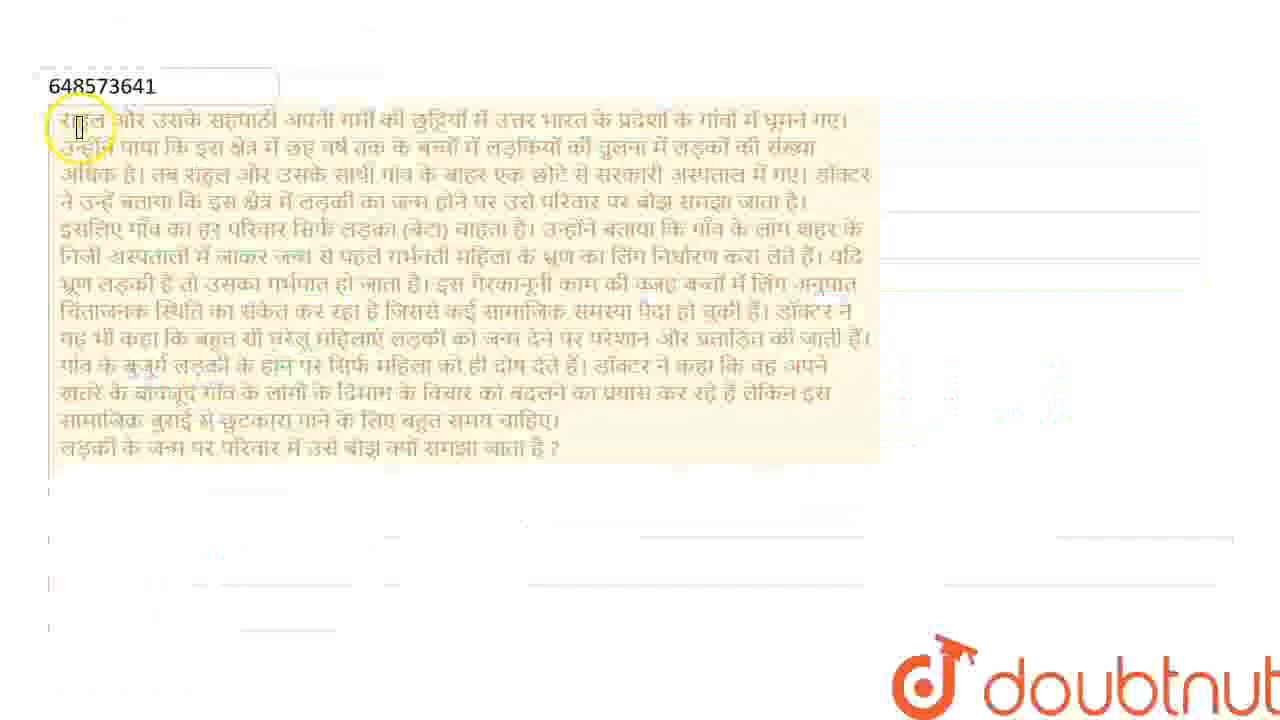 648573641
राहुल और उसके सहपाठी अपनी गर्मी की छुट्टियों में उत्तर भारत के प्रदेशों के गांवों में घूमने गए।
उन्होंने पाया कि इस क्षेत्र में छह वर्ष तक के बच्चों में लड़कियों की तुलना में लड़कों की संख्या
अधिक है। तब राहुल और उसके साथी गांव के बाहर एक छोटे से सरकारी अस्पताल में गए। डॉक्टर
ने उन्हें बताया कि इस क्षेत्र में लड़की का जन्म होने पर उसे परिवार पर बोझ समझा जाता है।
इसलिए गाँव का हर परिवार सिर्फ लड़का (बेटा) चाहता है। उन्होंने बताया कि गाँव के लोग शहर के
निजी अस्पतालों में जाकर जन्म से पहले गर्भवती महिला के भ्रूण का लिंग निर्धारण करा लेते हैं। यदि
भ्रूण लड़की है तो उसका गर्भपात हो जाता है। इस गैरकानूनी काम की वजह बच्चों में लिंग अनुपात
चिंताजनक स्थिति का संकेत कर रहा है जिससे कई सामाजिक समस्या पैदा हो चुकी हैं। डॉक्टर ने
यह भी कहा कि बहुत सी घरेलू महिलाएं लड़की को जन्म देने पर परेशान और प्रताड़ित की जाती हैं।
गांव के बुजुर्ग लड़की के होने पर सिर्फ महिला को ही दोष देते हैं। डॉक्टर ने कहा कि वह अपने
खतरे के बावजूद गाँव के लोगों के दिमाग के विचार को बदलने का प्रयास कर रहे हैं लेकिन इस
सामाजिक बुराई से छुटकारा पाने के लिए बहुत समय चाहिए।
लड़की के जन्म पर परिवार में उसे बोझ क्यों समझा जाता है ?
doubtnut